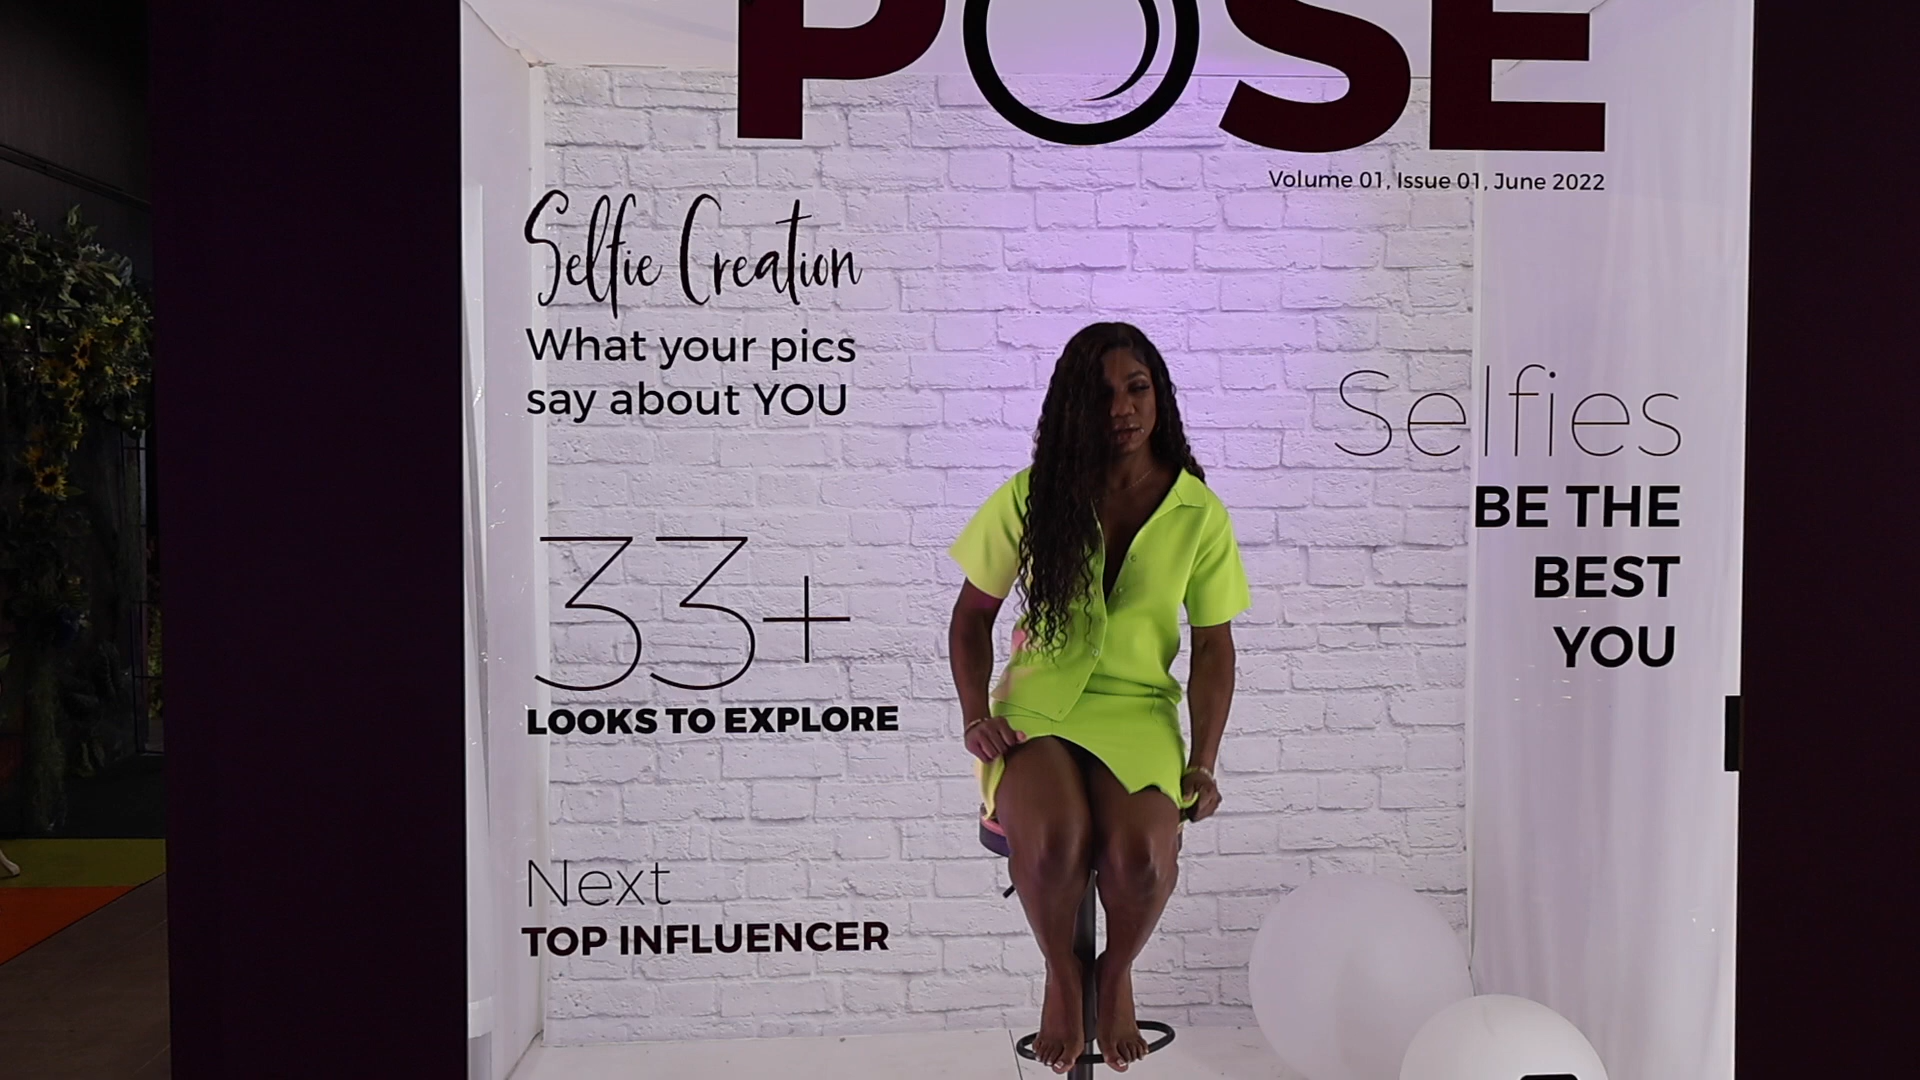 POSE
Volume 01, Issue 01, June 2022
Selfie Creation
What your pics
say about YOU
33+
LOOKS TO EXPLORE
Next
TOP INFLUENCER
Selfies
BE THE
BEST
YOU